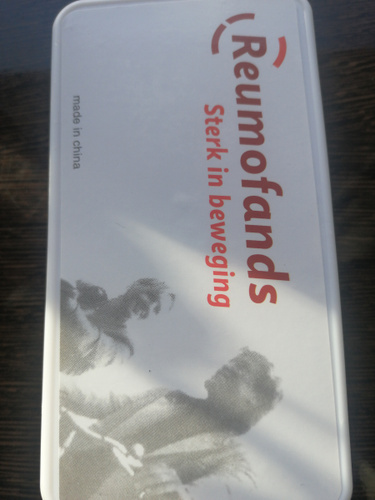 Reumofands
Sterk in beweging
made in china